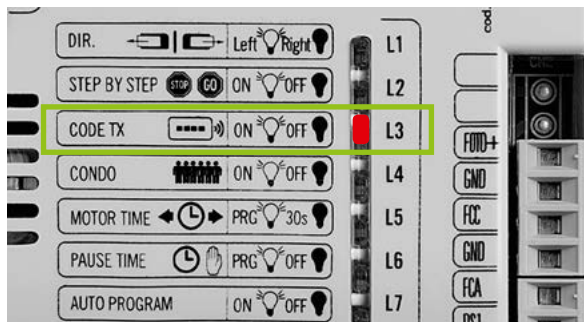 cod.
DIR. Left Right L1
STEP BY STEP STOP GO ON OFF L2
CODE TX ON OFF L3
CONDO ON OFF L4
MOTOR TIME PRG 30s L5
PAUSE TIME PRG OFF L6
AUTO PROGRAM ON OFF L7
FOTO+
GND
FCC
GND
FCA